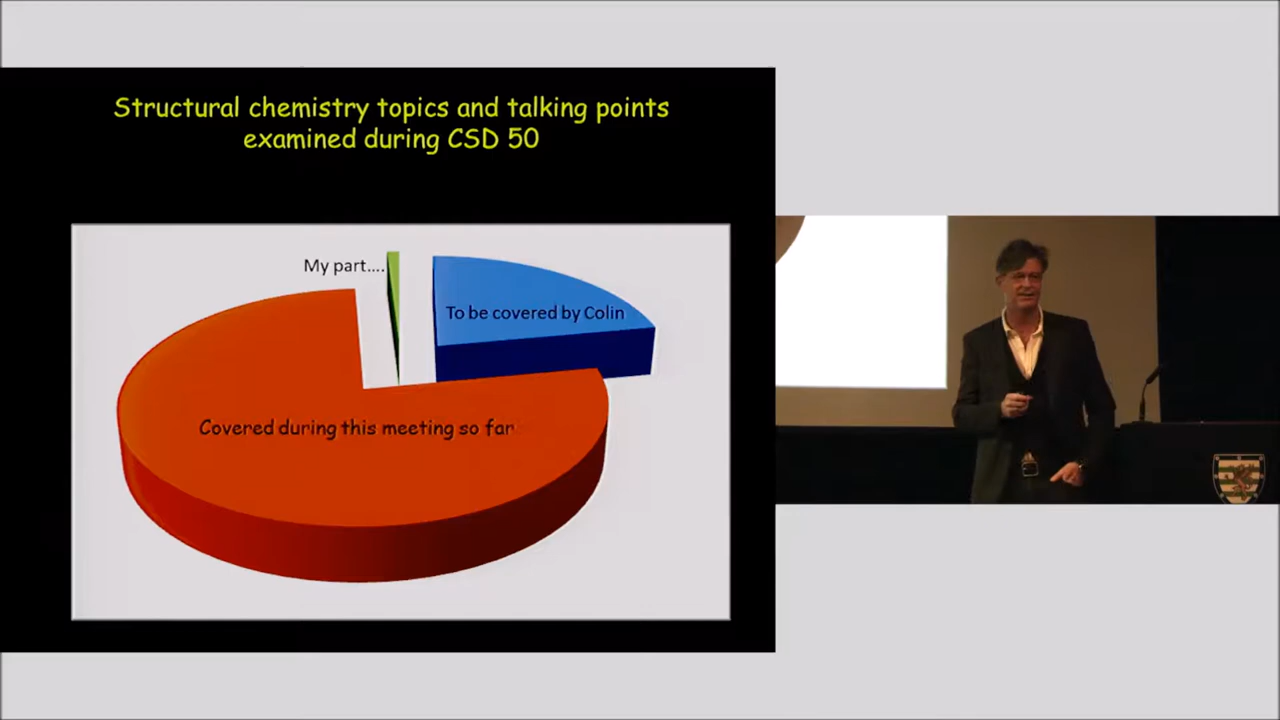 Structural chemistry topics and talking points
examined during CSD 50
My part....
To be covered by Colin
Covered during this meeting so far